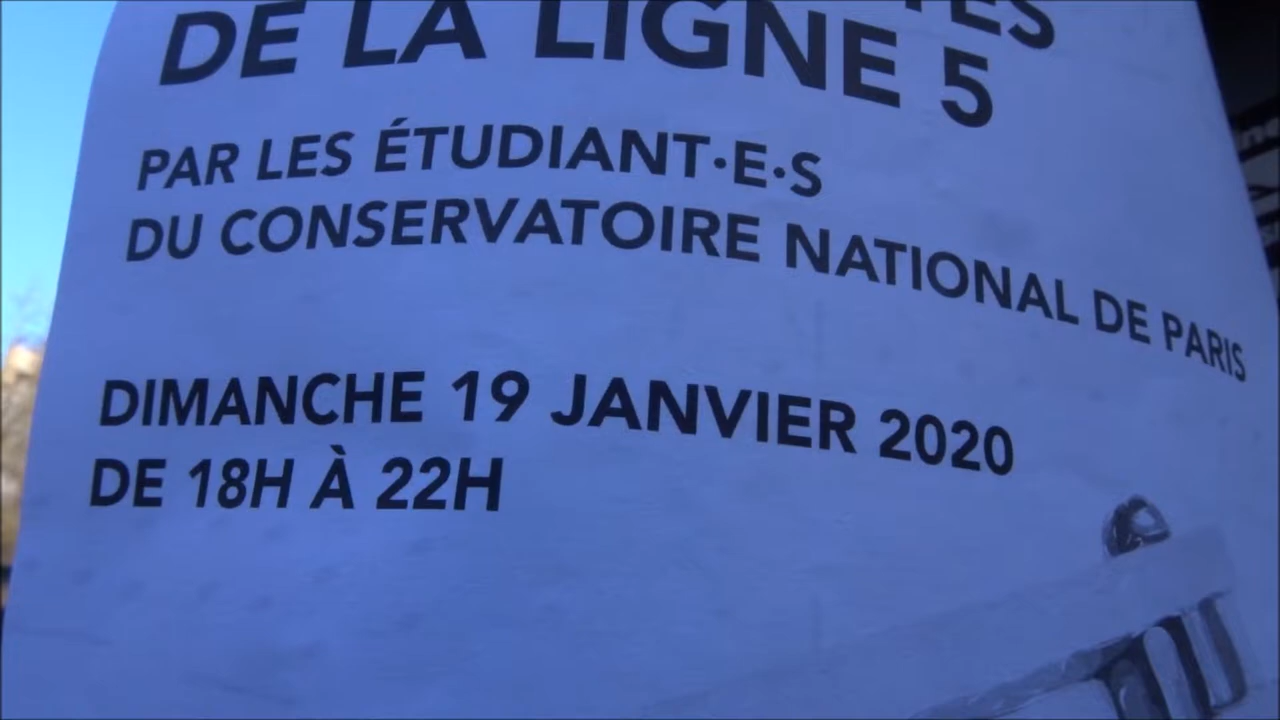 DE LA LIGNE 5
PAR LES ÉTUDIANT·E·S
DU CONSERVATOIRE NATIONAL DE PARIS
DIMANCHE 19 JANVIER 2020
DE 18H À 22H